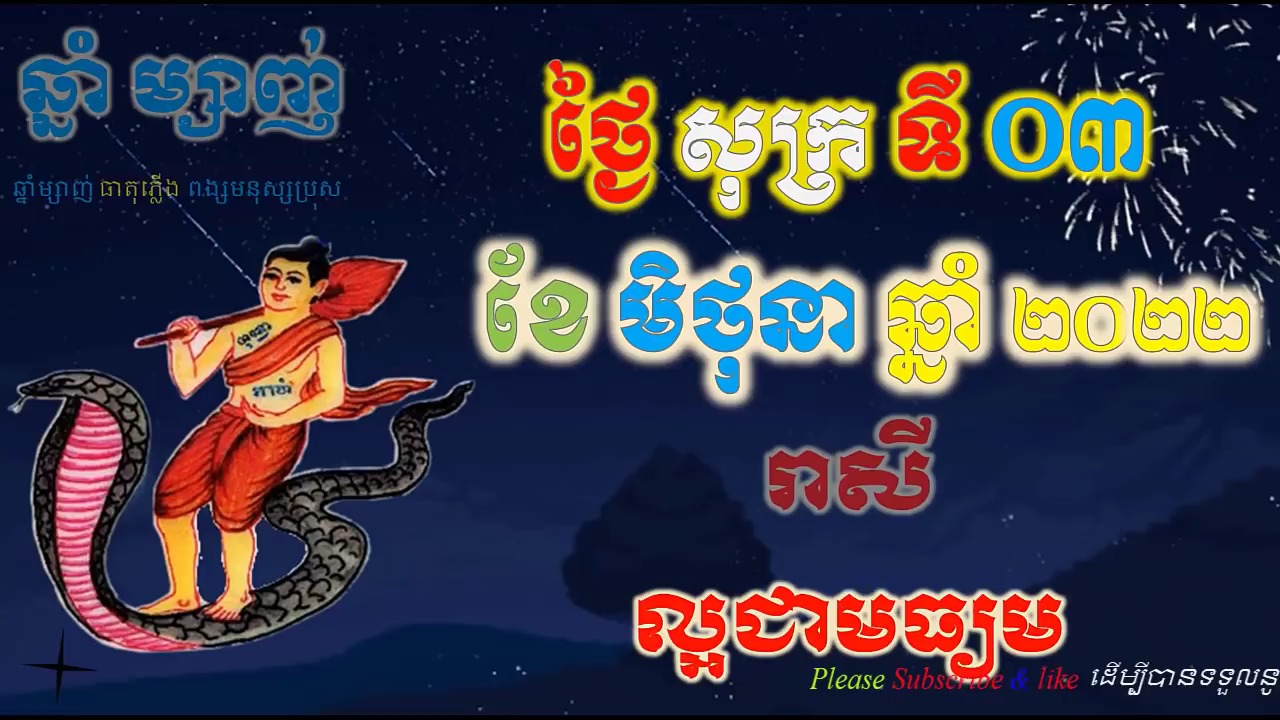 ឆ្នាំ ម្សាញ់
ឆ្នាំម្សាញ់ ធាតុភ្លើង ពង្សមនុស្សប្រុស
ថ្ងៃ សុក្រ ទី ០៣
ខែ មិថុនា ឆ្នាំ ២០២២
រាសី
ល្អជាមធ្យម
Please Subscribe & like ដើម្បីបានទទួលនូ